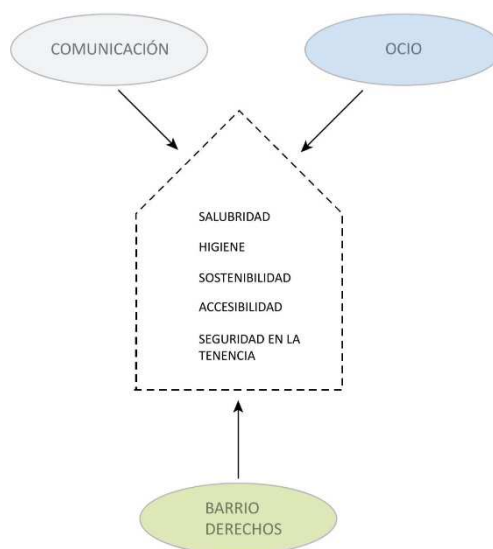 COMUNICACIÓN
OCIO
SALUBRIDAD
HIGIENE
SOSTENIBILIDAD
ACCESIBILIDAD
SEGURIDAD EN LA
TENENCIA
BARRIO
DERECHOS